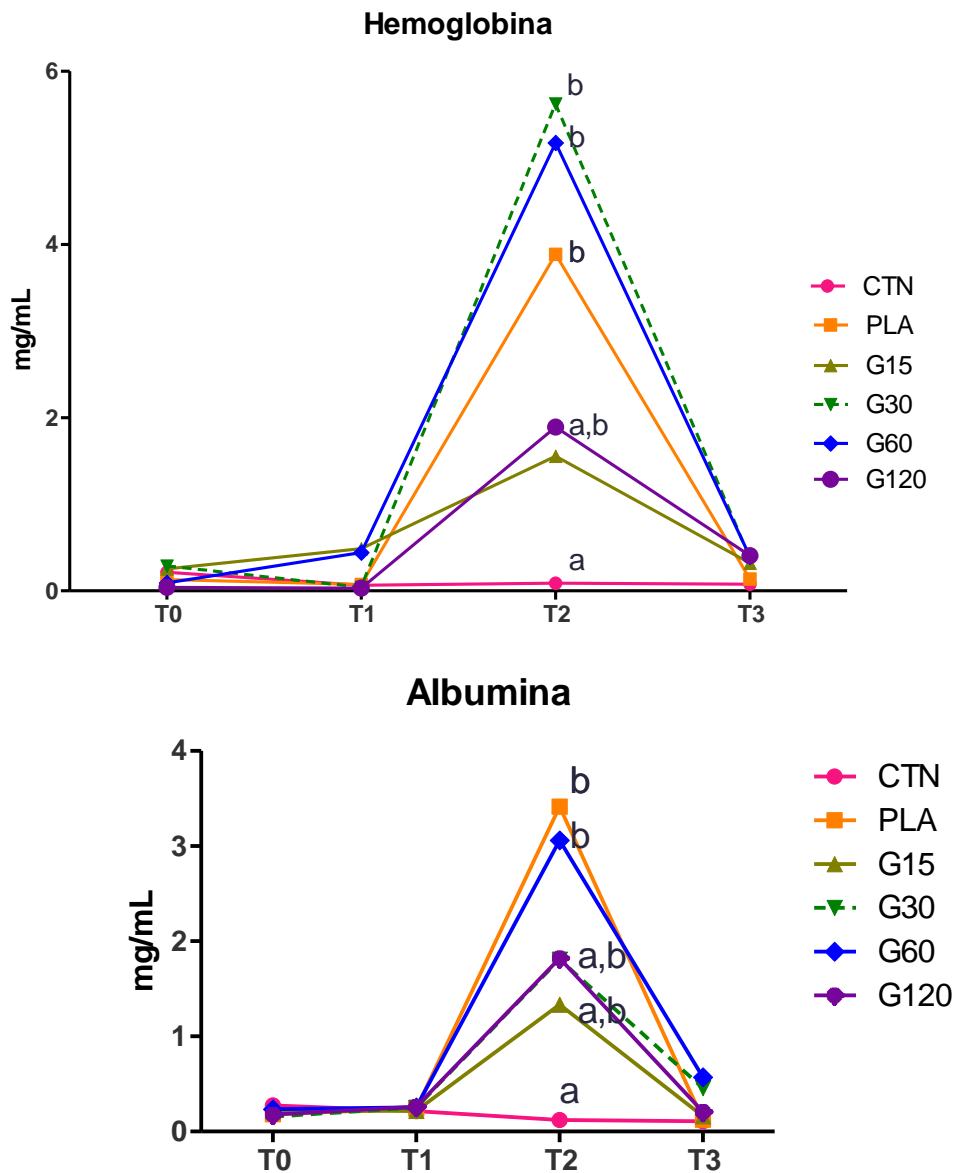 Hemoglobina
6
4
2
0
mg/mL
b
b
b
a,b
a
T0 T1 T2 T3
CTN
PLA
G15
G30
G60
G120
Albumina
4
3
2
1
0
mg/mL
b
b
a,b
a,b
a
T0 T1 T2 T3
CTN
PLA
G15
G30
G60
G120